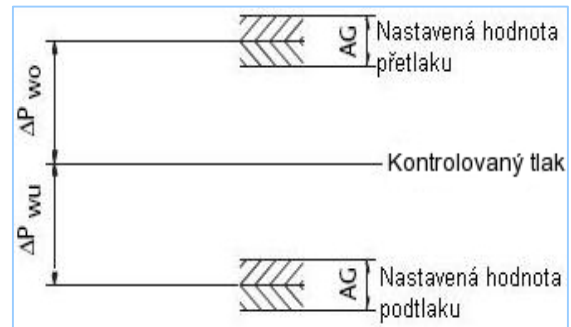 AG
Nastavená hodnota
přetlaku
ΔP wo
Kontrolovaný tlak
ΔP wu
AG
Nastavená hodnota
podtlaku